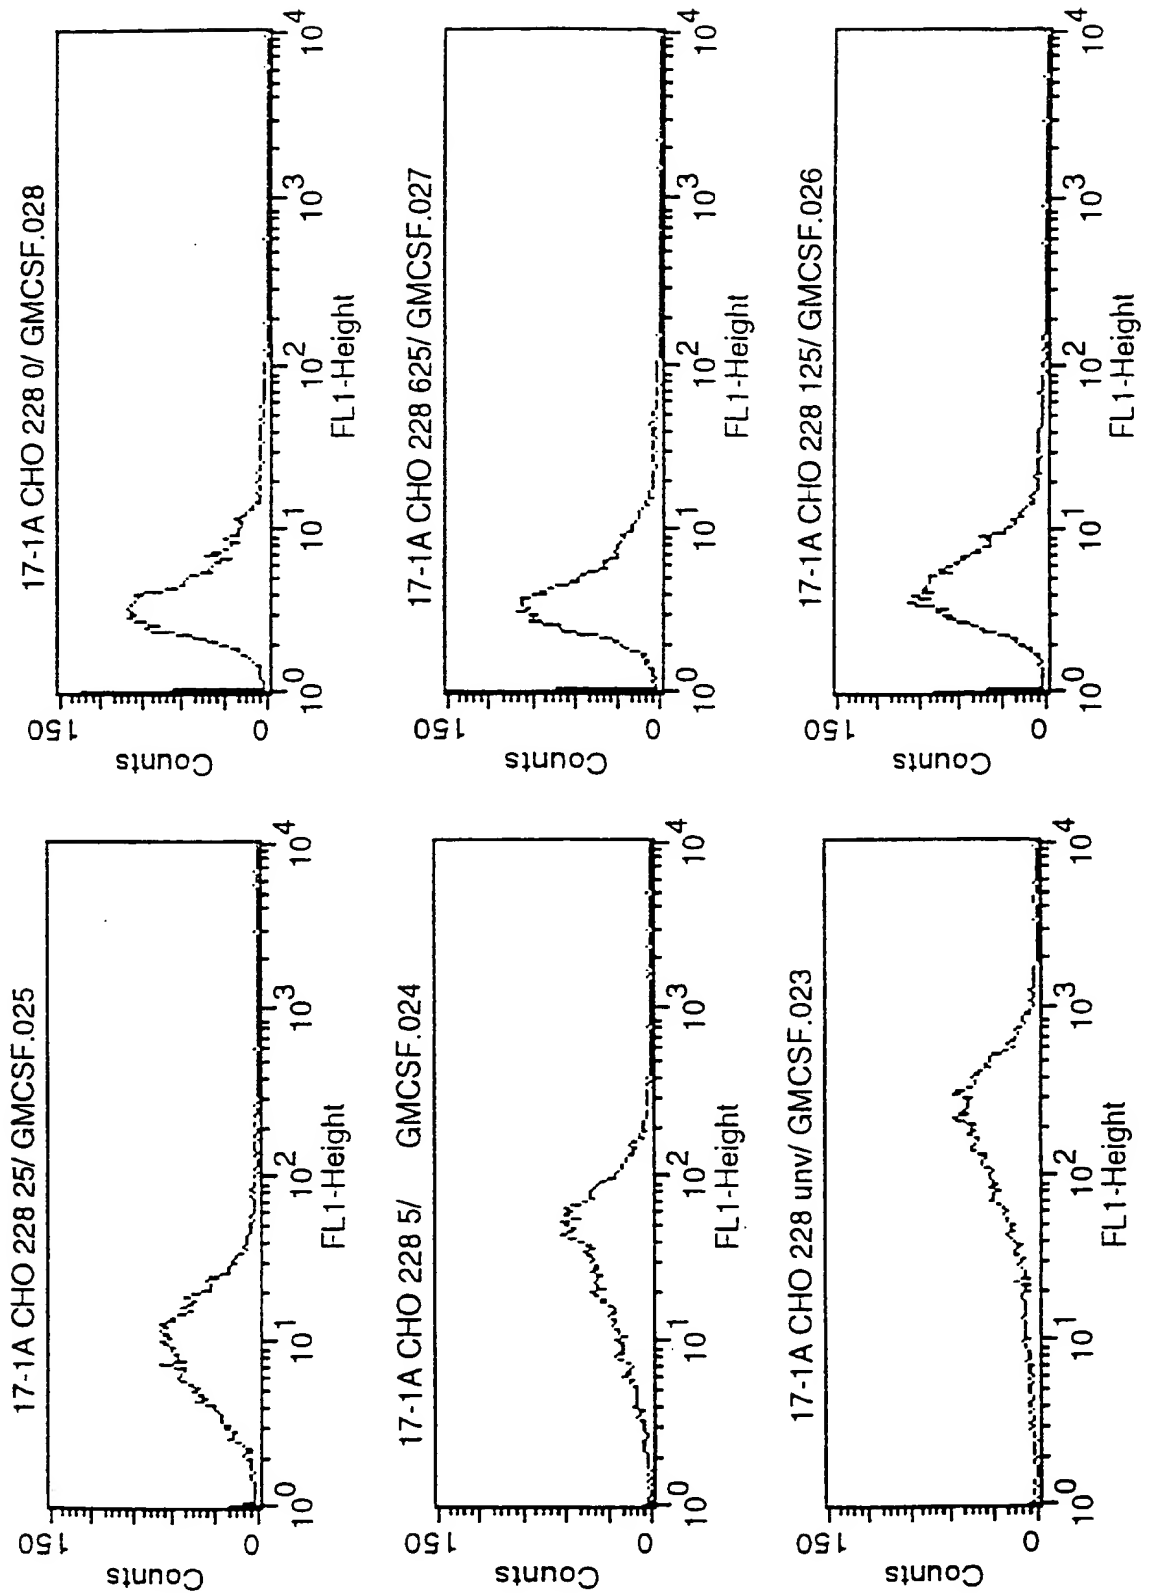 17-1A CHO 228 25/ GMCSF.025
150
Counts
0
10^0 10^1 10^2 10^3 10^4
FL1-Height
17-1A CHO 228 0/ GMCSF.028
150
Counts
0
10^0 10^1 10^2 10^3 10^4
FL1-Height
17-1A CHO 228 5/ GMCSF.024
150
Counts
0
10^0 10^1 10^2 10^3 10^4
FL1-Height
17-1A CHO 228 625/ GMCSF.027
150
Counts
0
10^0 10^1 10^2 10^3 10^4
FL1-Height
17-1A CHO 228 unv/ GMCSF.023
150
Counts
0
10^0 10^1 10^2 10^3 10^4
FL1-Height
17-1A CHO 228 125/ GMCSF.026
150
Counts
0
10^0 10^1 10^2 10^3 10^4
FL1-Height